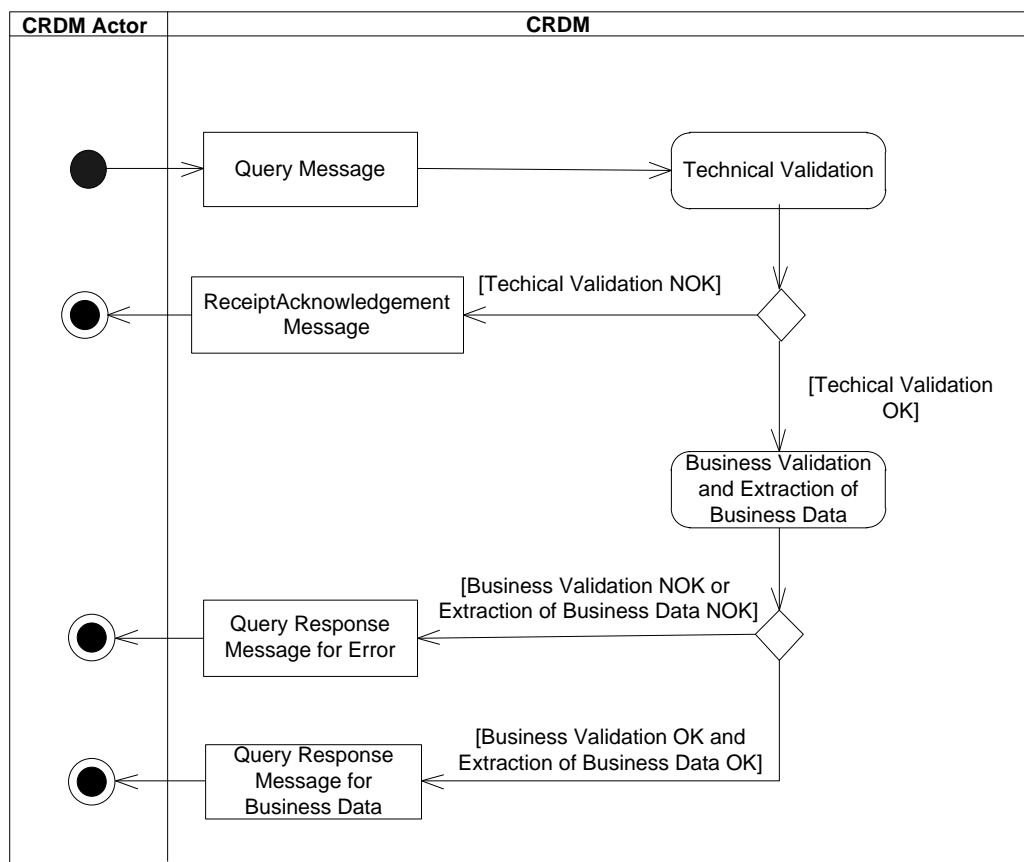 CRDM Actor
CRDM
Query Message
Technical Validation
[Techical Validation NOK]
ReceiptAcknowledgement
Message
[Techical Validation
OK]
Business Validation
and Extraction of
Business Data
[Business Validation NOK or
Extraction of Business Data NOK]
Query Response
Message for Error
[Business Validation OK and
Extraction of Business Data OK]
Query Response
Message for
Business Data